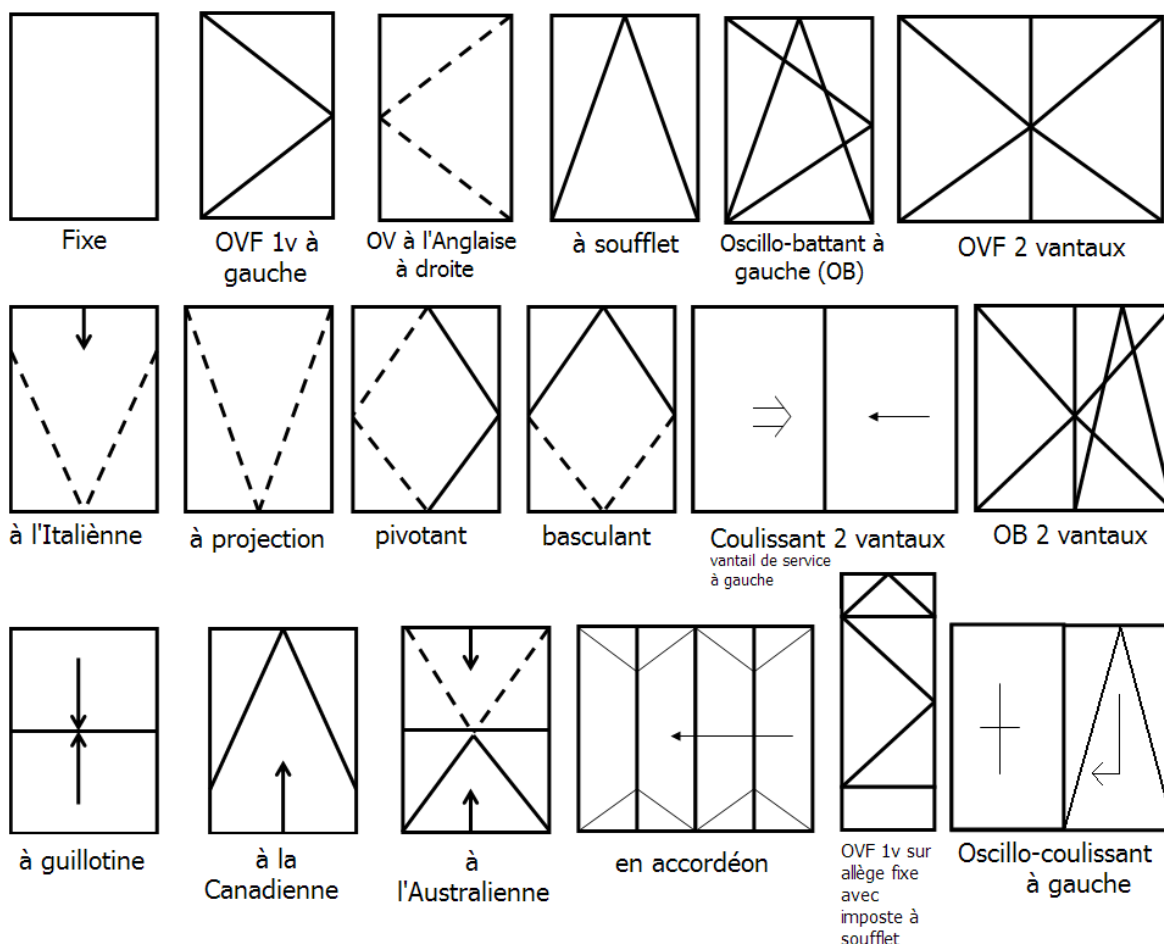 Fixe
OVF 1v à
gauche
OV à l'Anglaise
à droite
à soufflet
Oscillo-battant à
gauche (OB)
OVF 2 vantaux
à l'Italiènne
à projection
pivotant
basculant
Coulissant 2 vantaux
vantail de service
à gauche
OB 2 vantaux
à guillotine
à la
Canadienne
à
l'Australienne
en accordéon
OVF 1v sur
allège fixe
avec
imposte à
soufflet
Oscillo-coulissant
à gauche